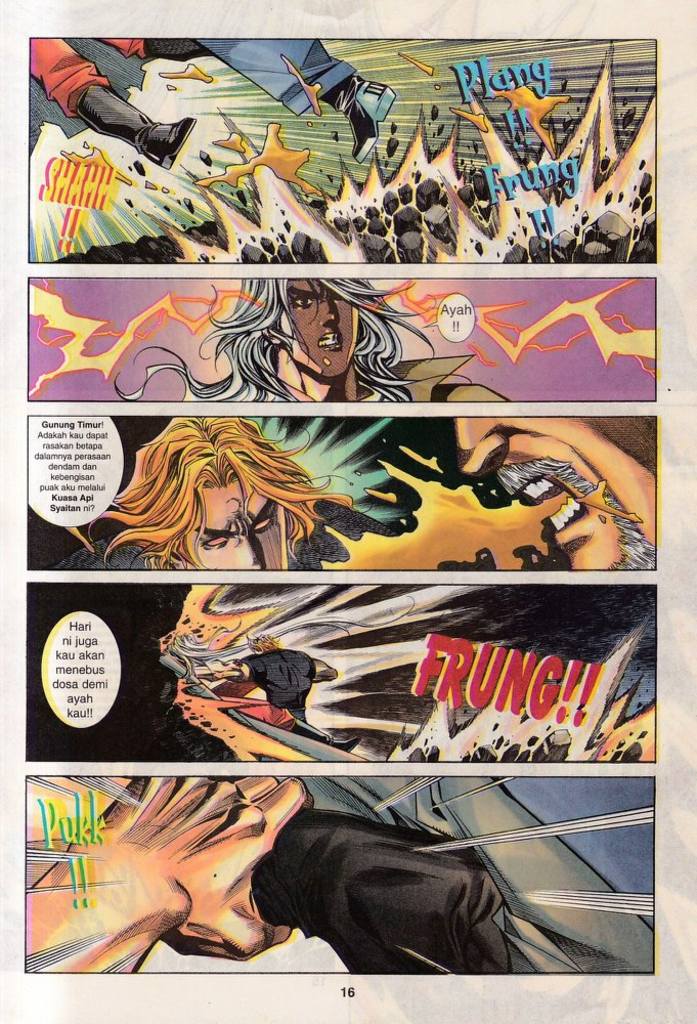 Plang
!!
Frung
!!
!!
Ayah
!!
Gunung Timur!
Adakah kau dapat
rasakan betapa
dalamnya perasaan
dendam dan
kebengisan
puak aku melalui
Kuasa Api
Syaitan ni?
Hari
ni juga
kau akan
menebus
dosa demi
ayah
kau!!
FRUNG!!
Pukk
!!
16